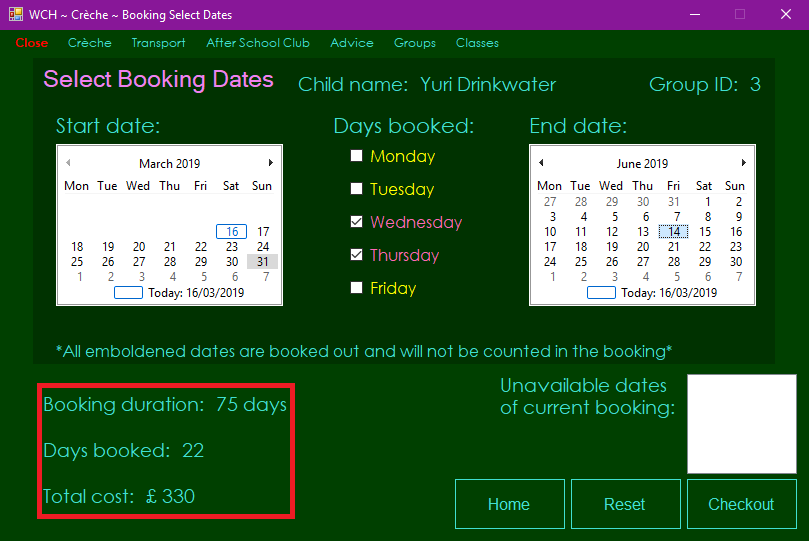 WCH ~ Crèche ~ Booking Select Dates
Close Crèche Transport After School Club Advice Groups Classes
Select Booking Dates Child name: Yuri Drinkwater Group ID: 3
Start date: Days booked: End date:
March 2019
Mon Tue Wed Thu Fri Sat Sun
16 17
18 19 20 21 22 23 24
25 26 27 28 29 30 31
1 2 3 4 5 6 7
Today: 16/03/2019
Monday
Tuesday
Wednesday
Thursday
Friday
June 2019
Mon Tue Wed Thu Fri Sat Sun
27 28 29 30 31 1 2
3 4 5 6 7 8 9
10 11 12 13 14 15 16
17 18 19 20 21 22 23
24 25 26 27 28 29 30
1 2 3 4 5 6 7
Today: 16/03/2019
*All emboldened dates are booked out and will not be counted in the booking*
Booking duration: 75 days
Days booked: 22
Total cost: £ 330
Unavailable dates
of current booking:
Home Reset Checkout